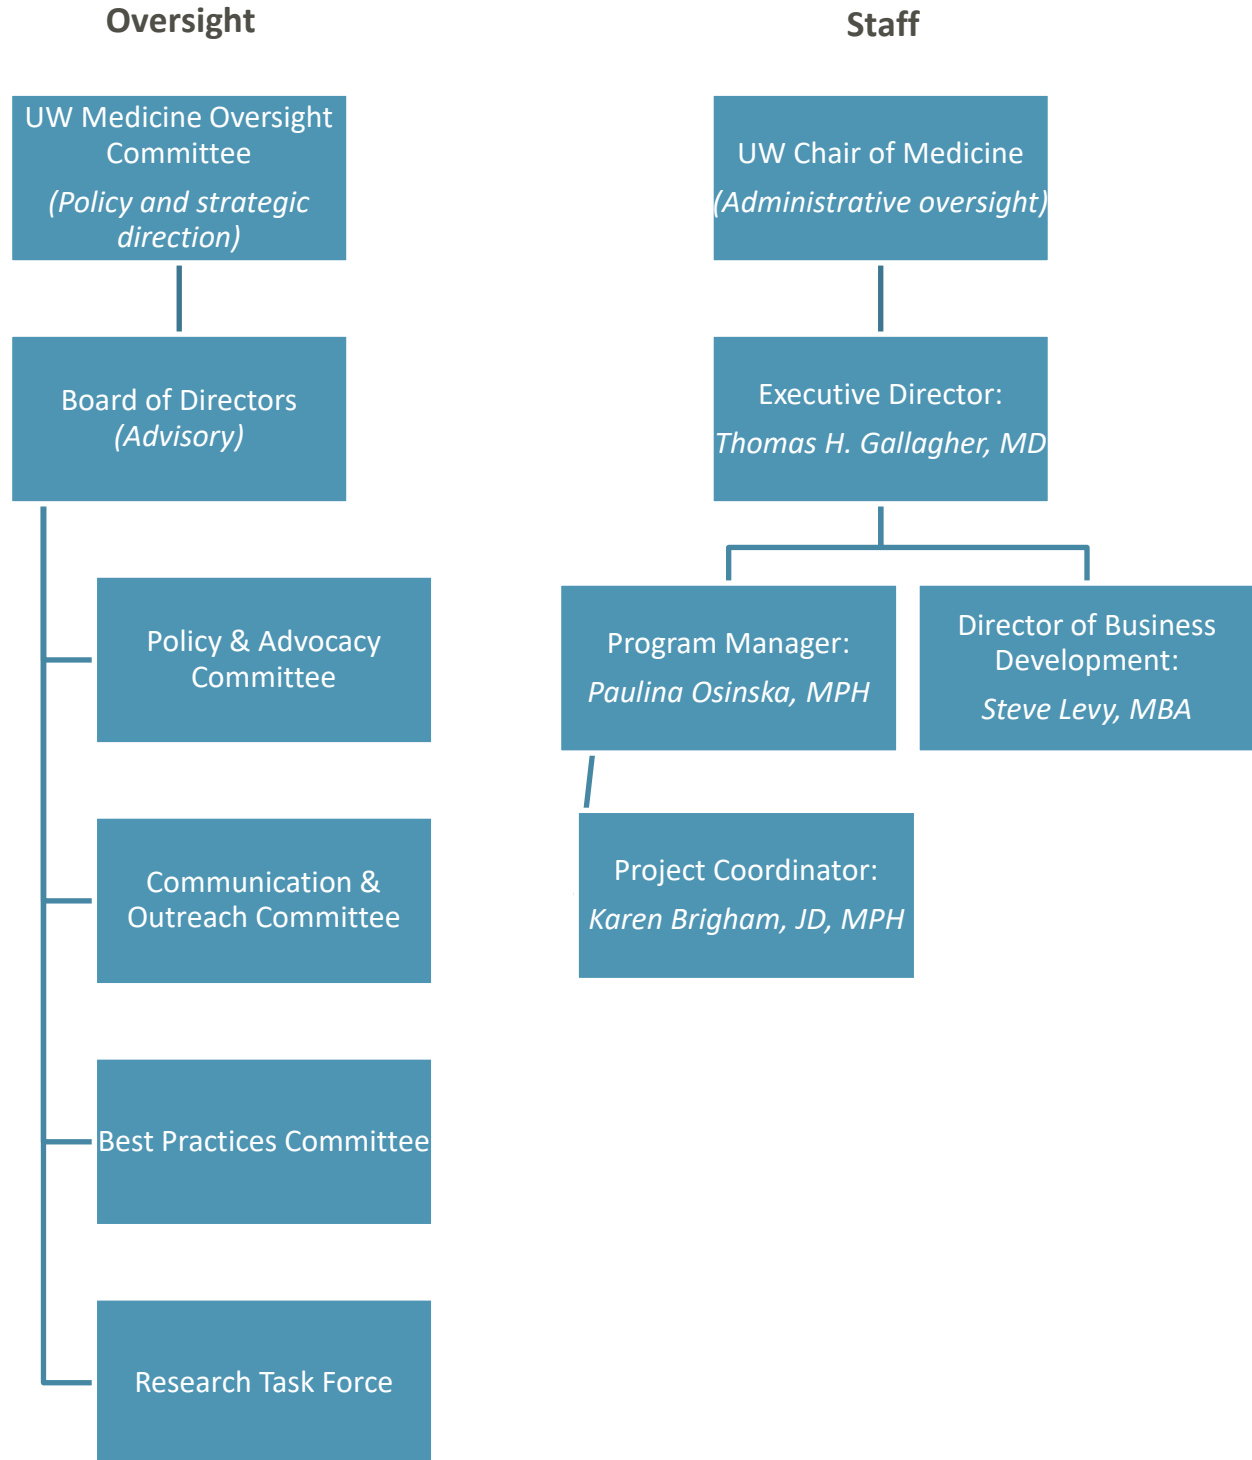 Oversight
UW Medicine Oversight
Committee
(Policy and strategic
direction)
Board of Directors
(Advisory)
Policy & Advocacy
Committee
Communication &
Outreach Committee
Best Practices Committee
Research Task Force
Staff
UW Chair of Medicine
(Administrative oversight)
Executive Director:
Thomas H. Gallagher, MD
Program Manager:
Paulina Osinska, MPH
Director of Business
Development:
Steve Levy, MBA
Project Coordinator:
Karen Brigham, JD, MPH